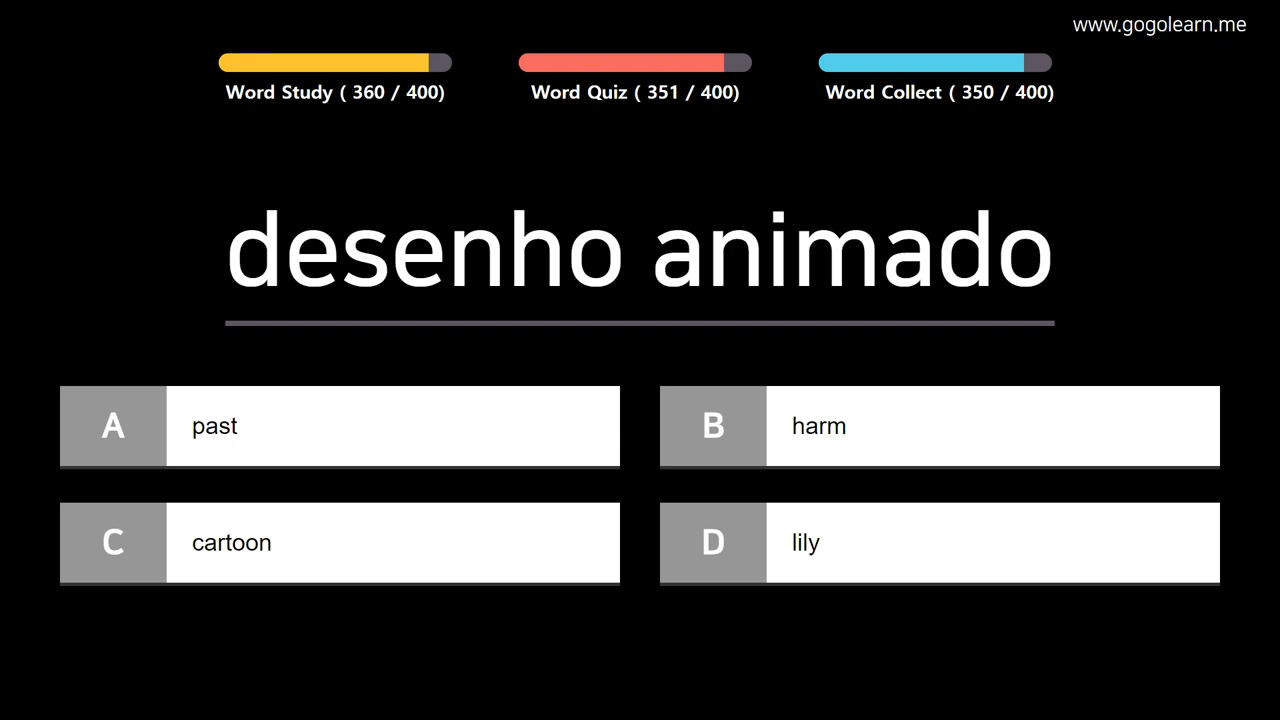 www.gogolearn.me
Word Study ( 360 / 400)
Word Quiz ( 351 / 400)
Word Collect ( 350 / 400)
desenho animado
A past
B harm
C cartoon
D lily